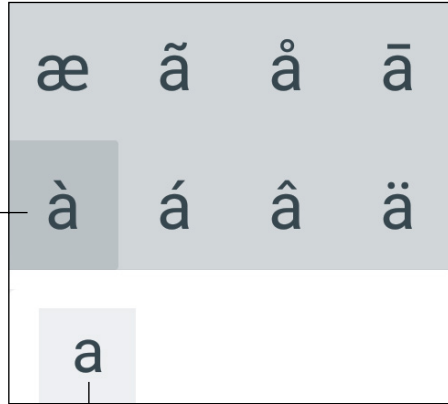 æ ã å ā
à á â ä
a